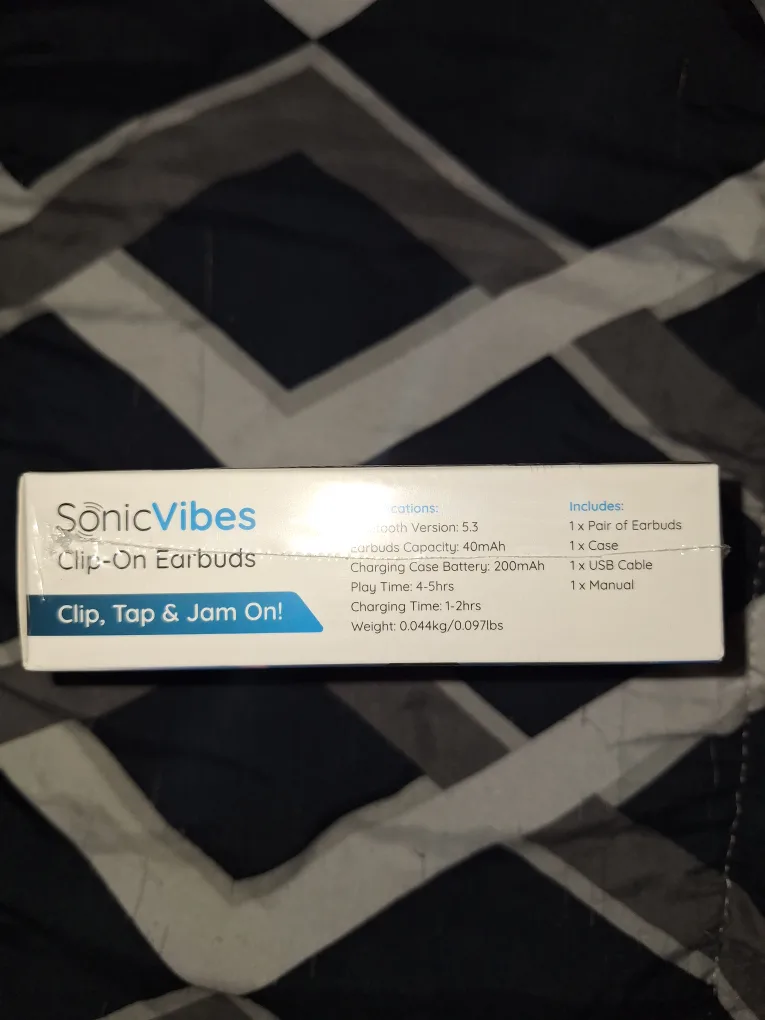 SonicVibes
Clip-On Earbuds
Clip, Tap & Jam On!
Version: 5.3
Earbuds Capacity: 40mAh
Charging Case Battery: 200mAH
Play Time: 4-5hrs
Charging Time: 1-2hrs
Weight: 0.044kg/0.097lbs
Includes:
1 x Pair of Earbuds
1 x Case
1 x USB Cable
1 x Manual